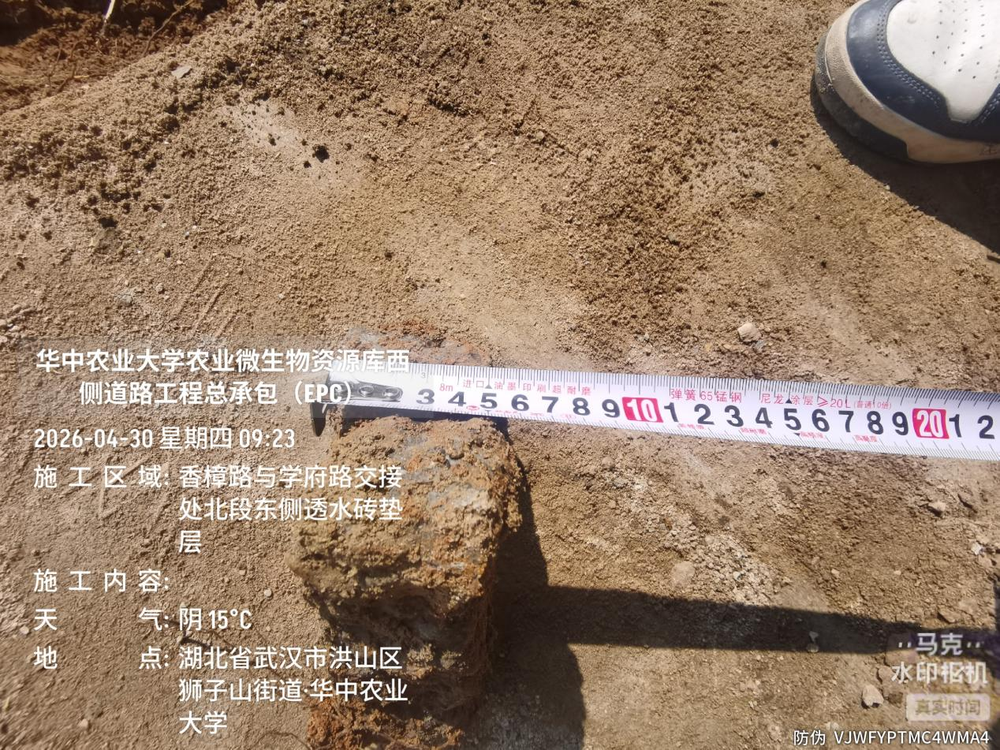 华中农业大学农业微生物资源库西
侧道路工程总承包（EPC）
2026-04-30 星期四 09:23
施工区域: 香樟路与学府路交接
处北段东侧透水砖垫
层
施工内容:
天气: 阴 15°C
地点: 湖北省武汉市洪山区
狮子山街道·华中农业
大学
8m 进口油墨印刷超耐磨 弹簧65锰钢 尼龙涂层≥20L(普通10倍)
3 4 5 6 7 8 9 10 1 2 3 4 5 6 7 8 9 20 1 2
马克
水印相机
真实时间
防伪 VJWFYPTMC4WMA4